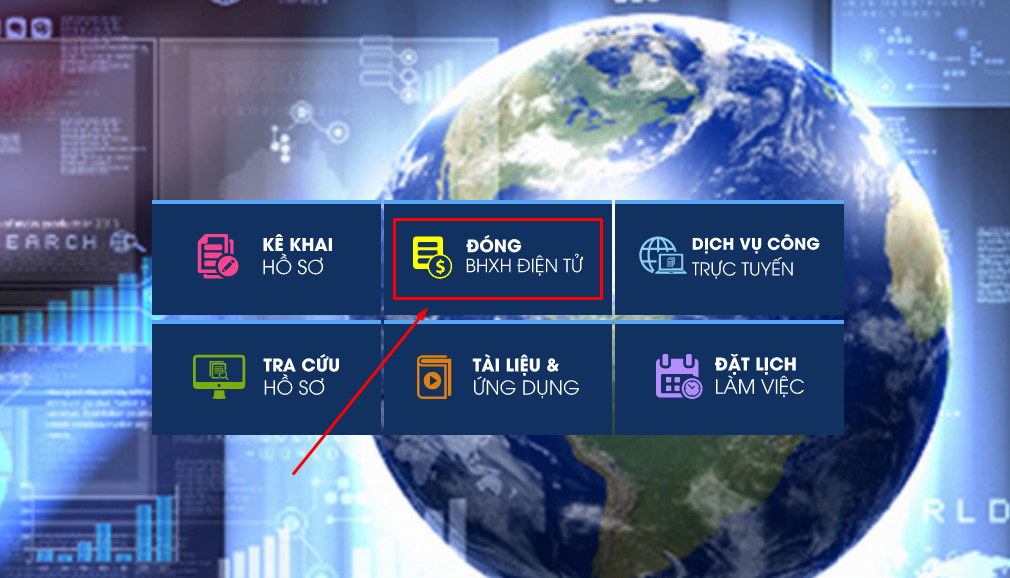 EARCH
KÊ KHAI
HỒ SƠ
ĐÓNG
BHXH ĐIỆN TỬ
DỊCH VỤ CÔNG
TRỰC TUYẾN
TRA CỨU
HỒ SƠ
TÀI LIỆU &
ỨNG DỤNG
ĐẶT LỊCH
LÀM VIỆC
RLD